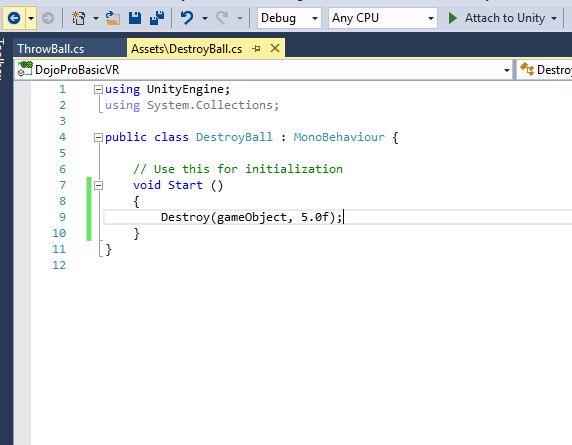 Debug Any CPU Attach to Unity
ThrowBall.cs Assets\DestroyBall.cs
DojoProBasicVR
1 using UnityEngine;
2 using System.Collections;
3
4 public class DestroyBall : MonoBehaviour {
5
6 // Use this for initialization
7 void Start ()
8 {
9 Destroy(gameObject, 5.0f);
10 }
11 }
12